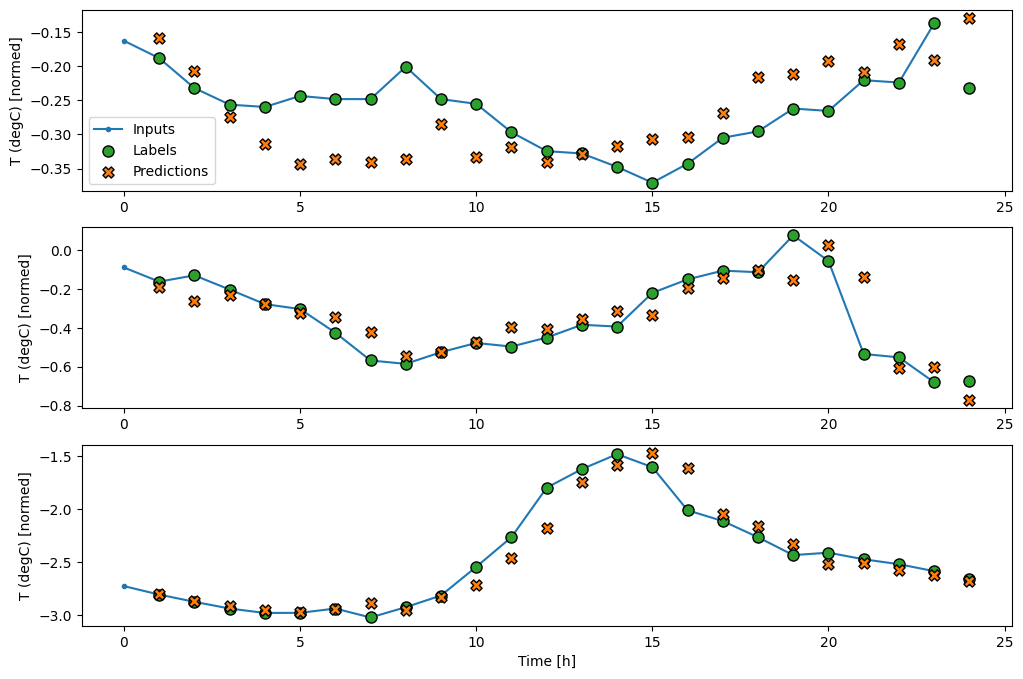 T (degC) [normed]
−0.15
−0.20
−0.25
−0.30
−0.35
Inputs
Labels
Predictions
0 5 10 15 20 25
T (degC) [normed]
0.0
−0.2
−0.4
−0.6
−0.8
0 5 10 15 20 25
T (degC) [normed]
−1.5
−2.0
−2.5
−3.0
0 5 10 15 20 25
Time [h]